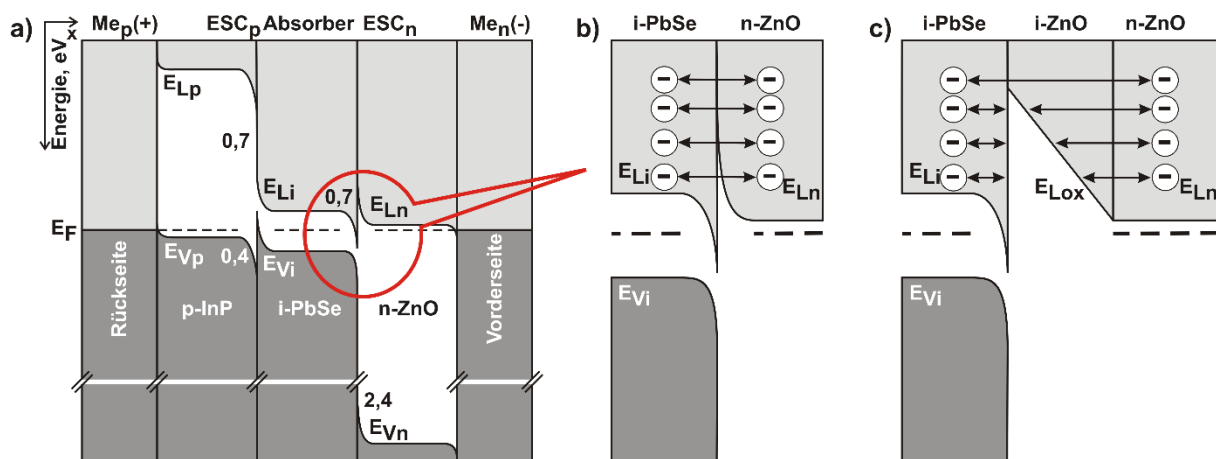 a)
Me_p(+) ESC_p Absorber ESC_n Me_n(-)
Energie, eV_x
E_Lp
0,7
E_Li 0,7 E_Ln
E_F
E_Vp 0,4 E_Vi
Rückseite p-InP i-PbSe n-ZnO Vorderseite
2,4
E_Vn
b)
i-PbSe n-ZnO
− −
− −
− −
E_Li − − E_Ln
E_Vi
c)
i-PbSe i-ZnO n-ZnO
− −
− −
− −
E_Li − E_Lox − E_Ln
E_Vi